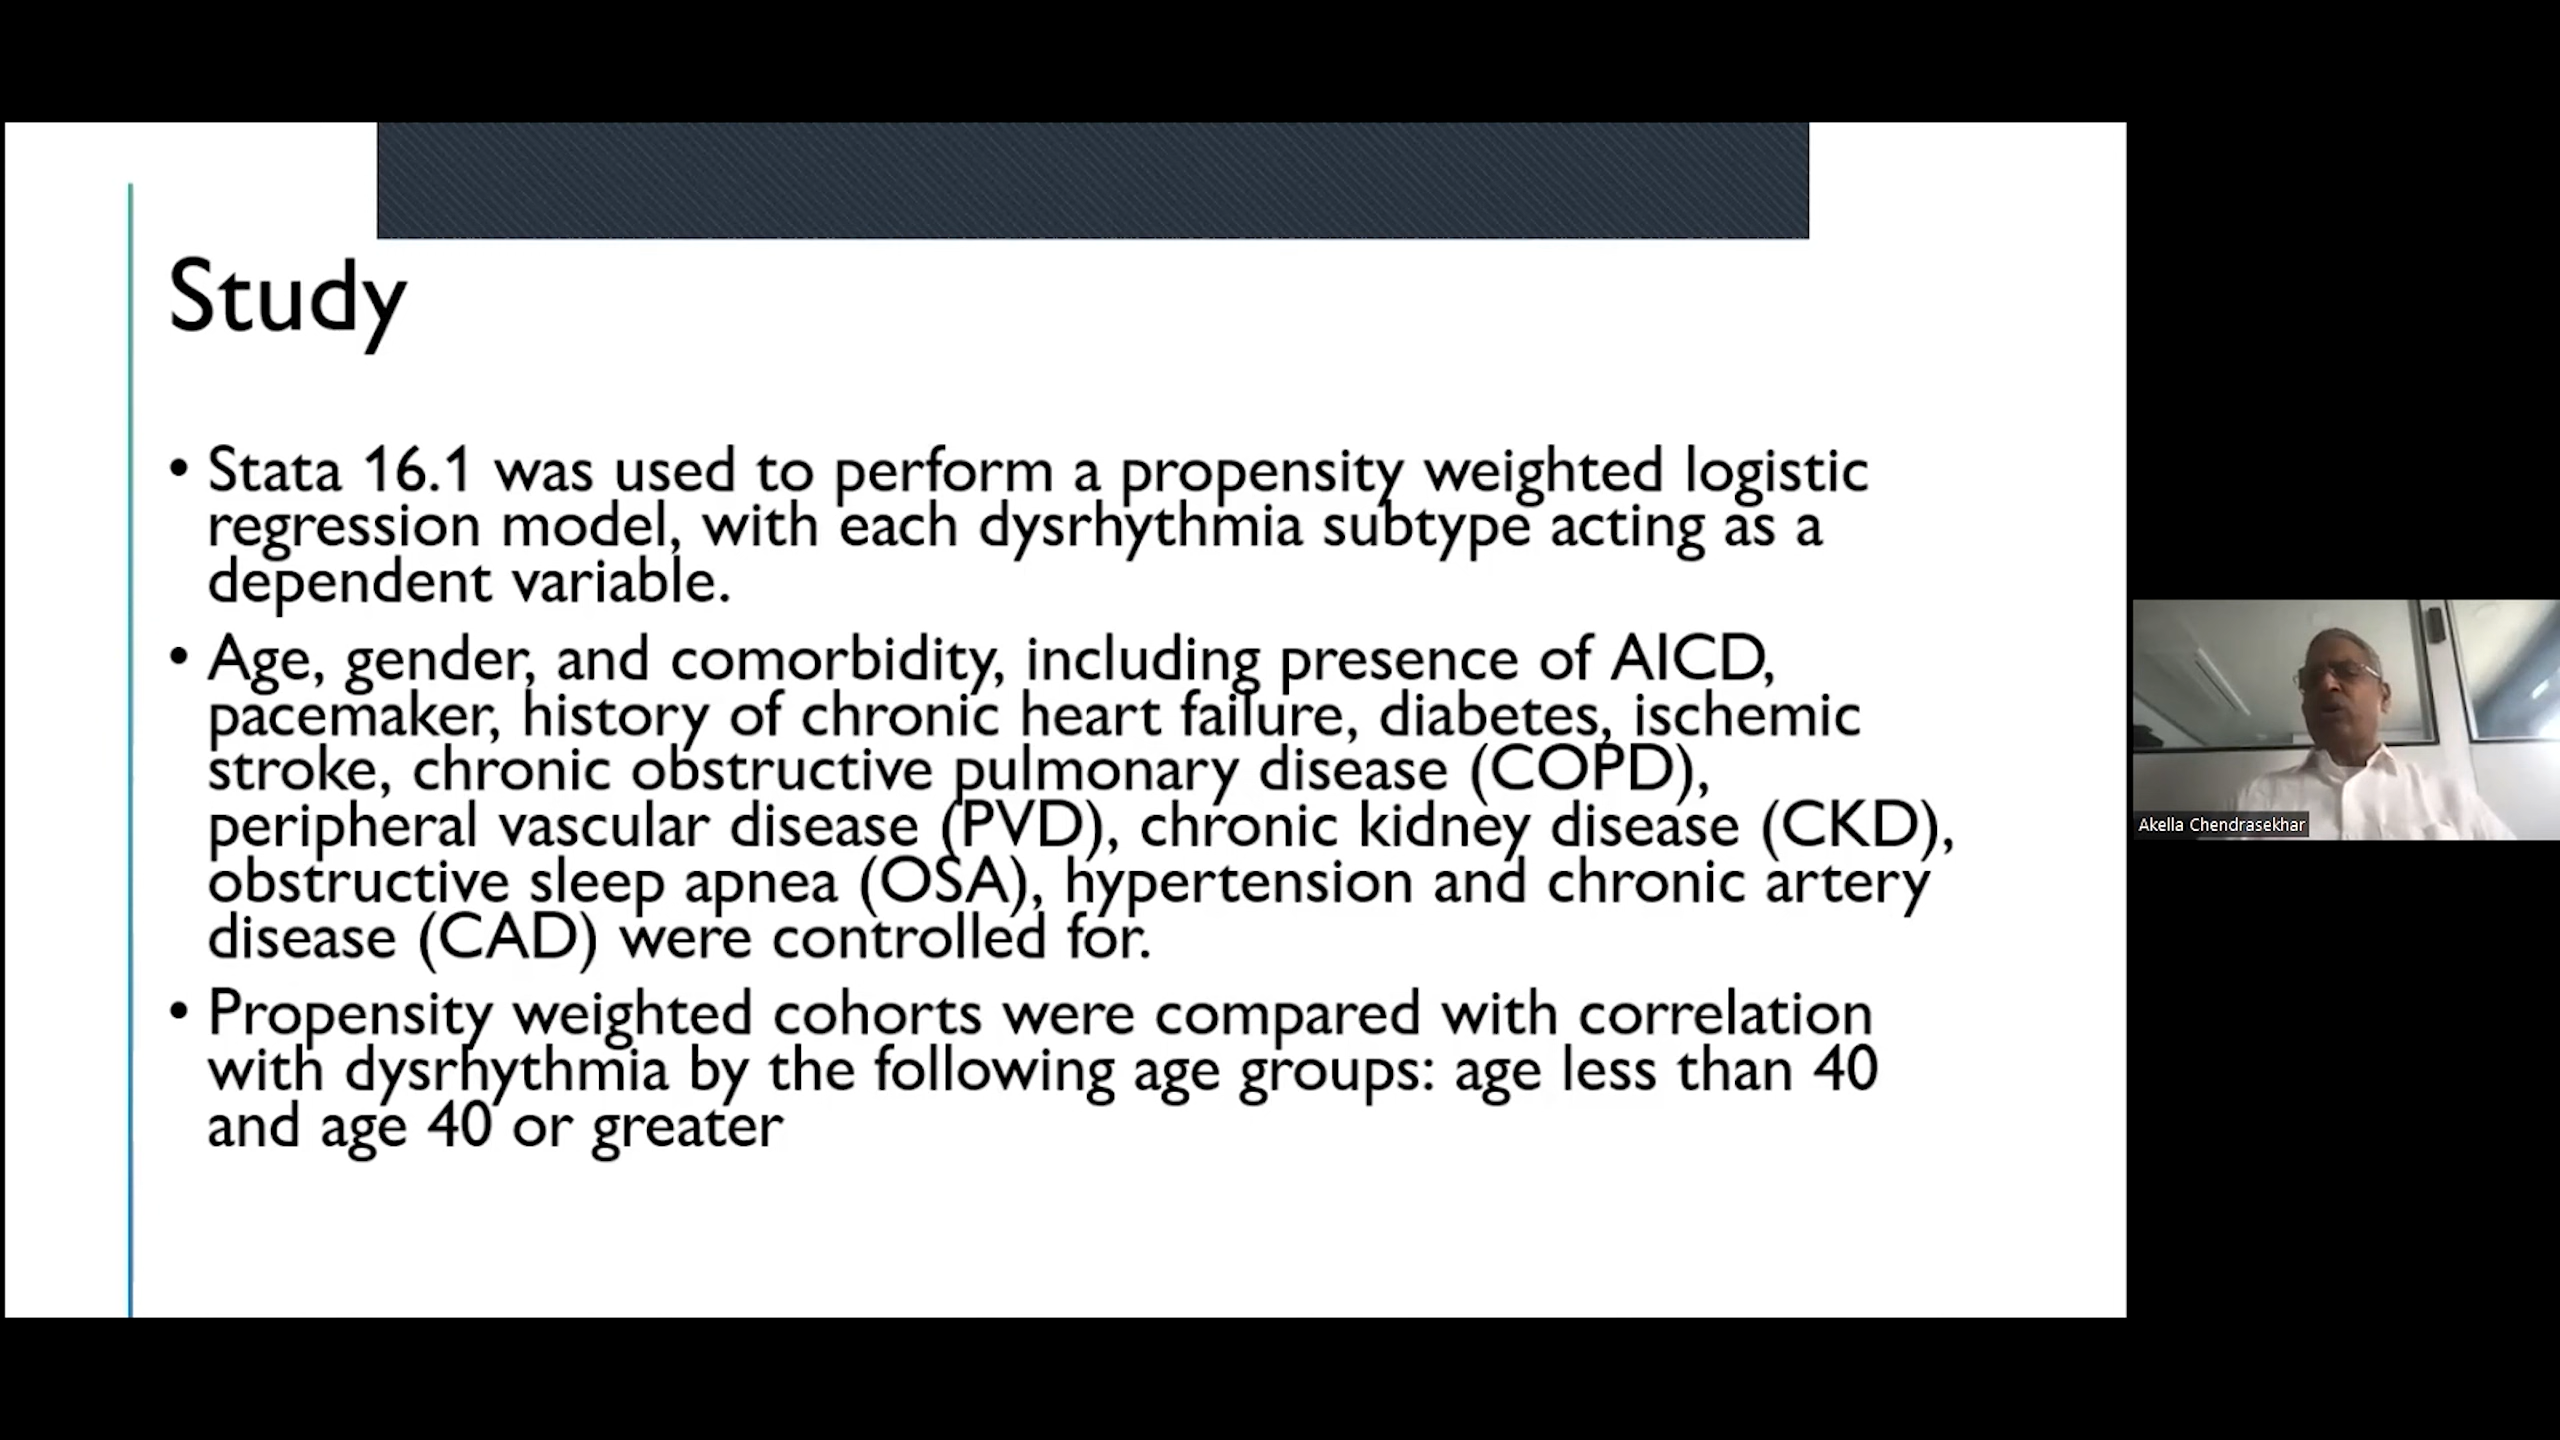 Study
• Stata 16.1 was used to perform a propensity weighted logistic
regression model, with each dysrhythmia subtype acting as a
dependent variable.
• Age, gender, and comorbidity, including presence of AICD,
pacemaker, history of chronic heart failure, diabetes, ischemic
stroke, chronic obstructive pulmonary disease (COPD),
peripheral vascular disease (PVD), chronic kidney disease (CKD),
obstructive sleep apnea (OSA), hypertension and chronic artery
disease (CAD) were controlled for.
• Propensity weighted cohorts were compared with correlation
with dysrhythmia by the following age groups: age less than 40
and age 40 or greater
Akella Chendrasekhar